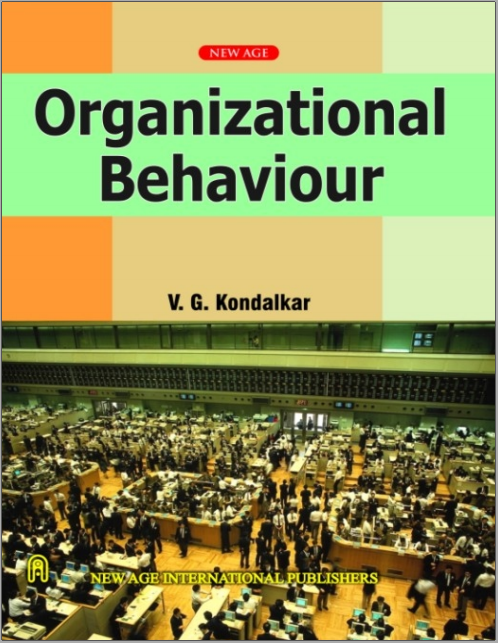 NEW AGE
Organizational
Behaviour
V. G. Kondalkar
NEW AGE INTERNATIONAL PUBLISHERS